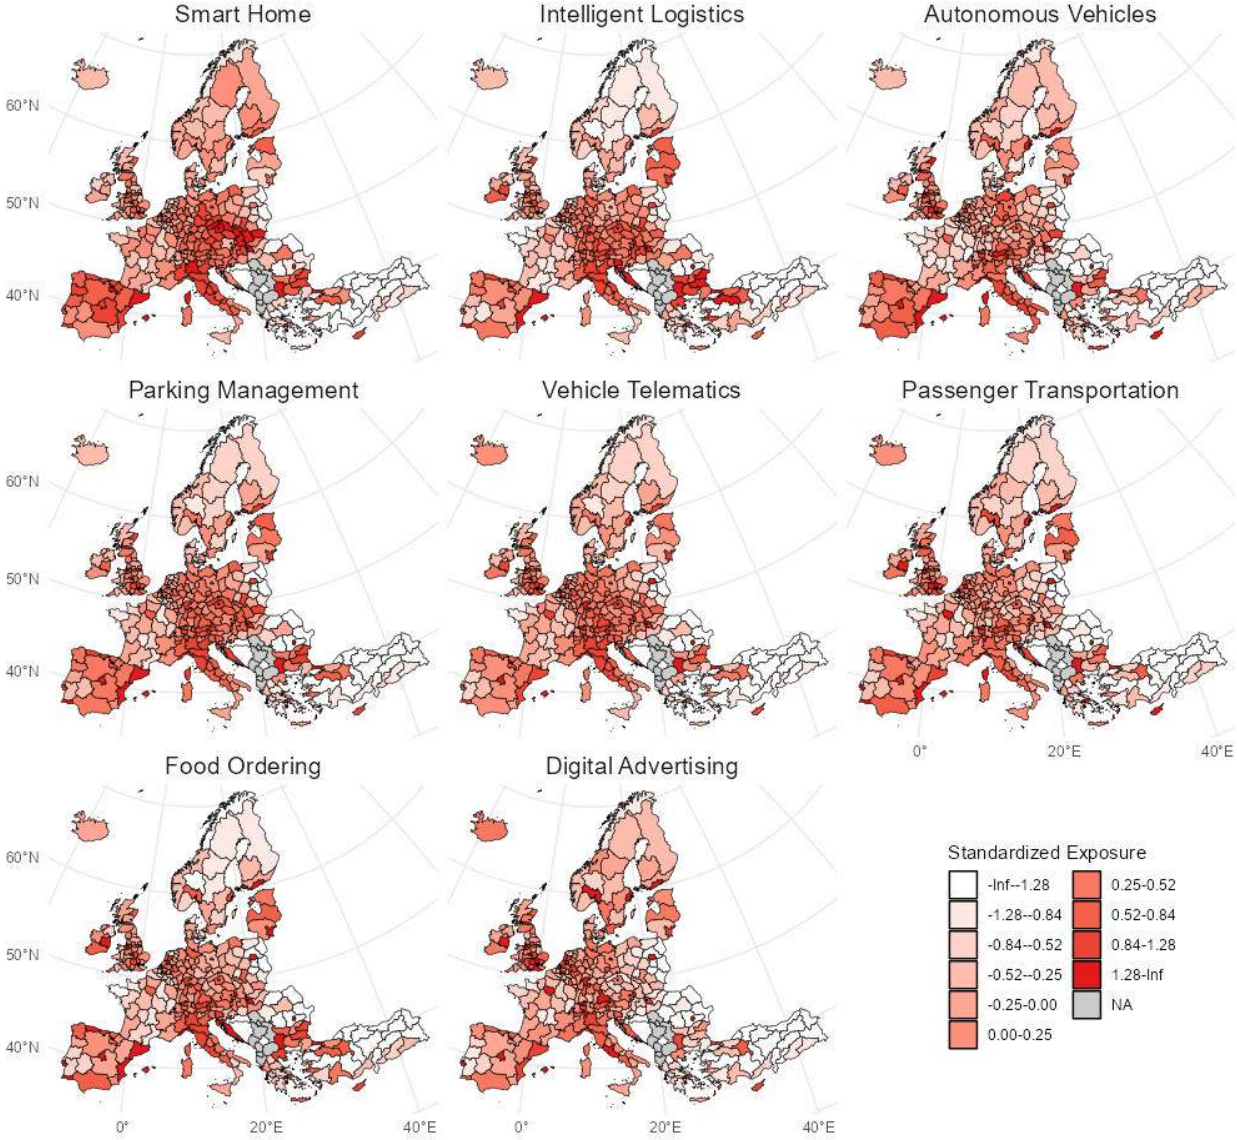 Smart Home
Intelligent Logistics
Autonomous Vehicles
60°N
50°N
40°N
Parking Management
Vehicle Telematics
Passenger Transportation
60°N
50°N
40°N
0°
20°E
40°E
Food Ordering
Digital Advertising
60°N
50°N
40°N
0°
20°E
40°E
0°
20°E
40°E
Standardized Exposure
-Inf--1.28
-1.28--0.84
-0.84--0.52
-0.52--0.25
-0.25-0.00
0.00-0.25
0.25-0.52
0.52-0.84
0.84-1.28
1.28-Inf
NA